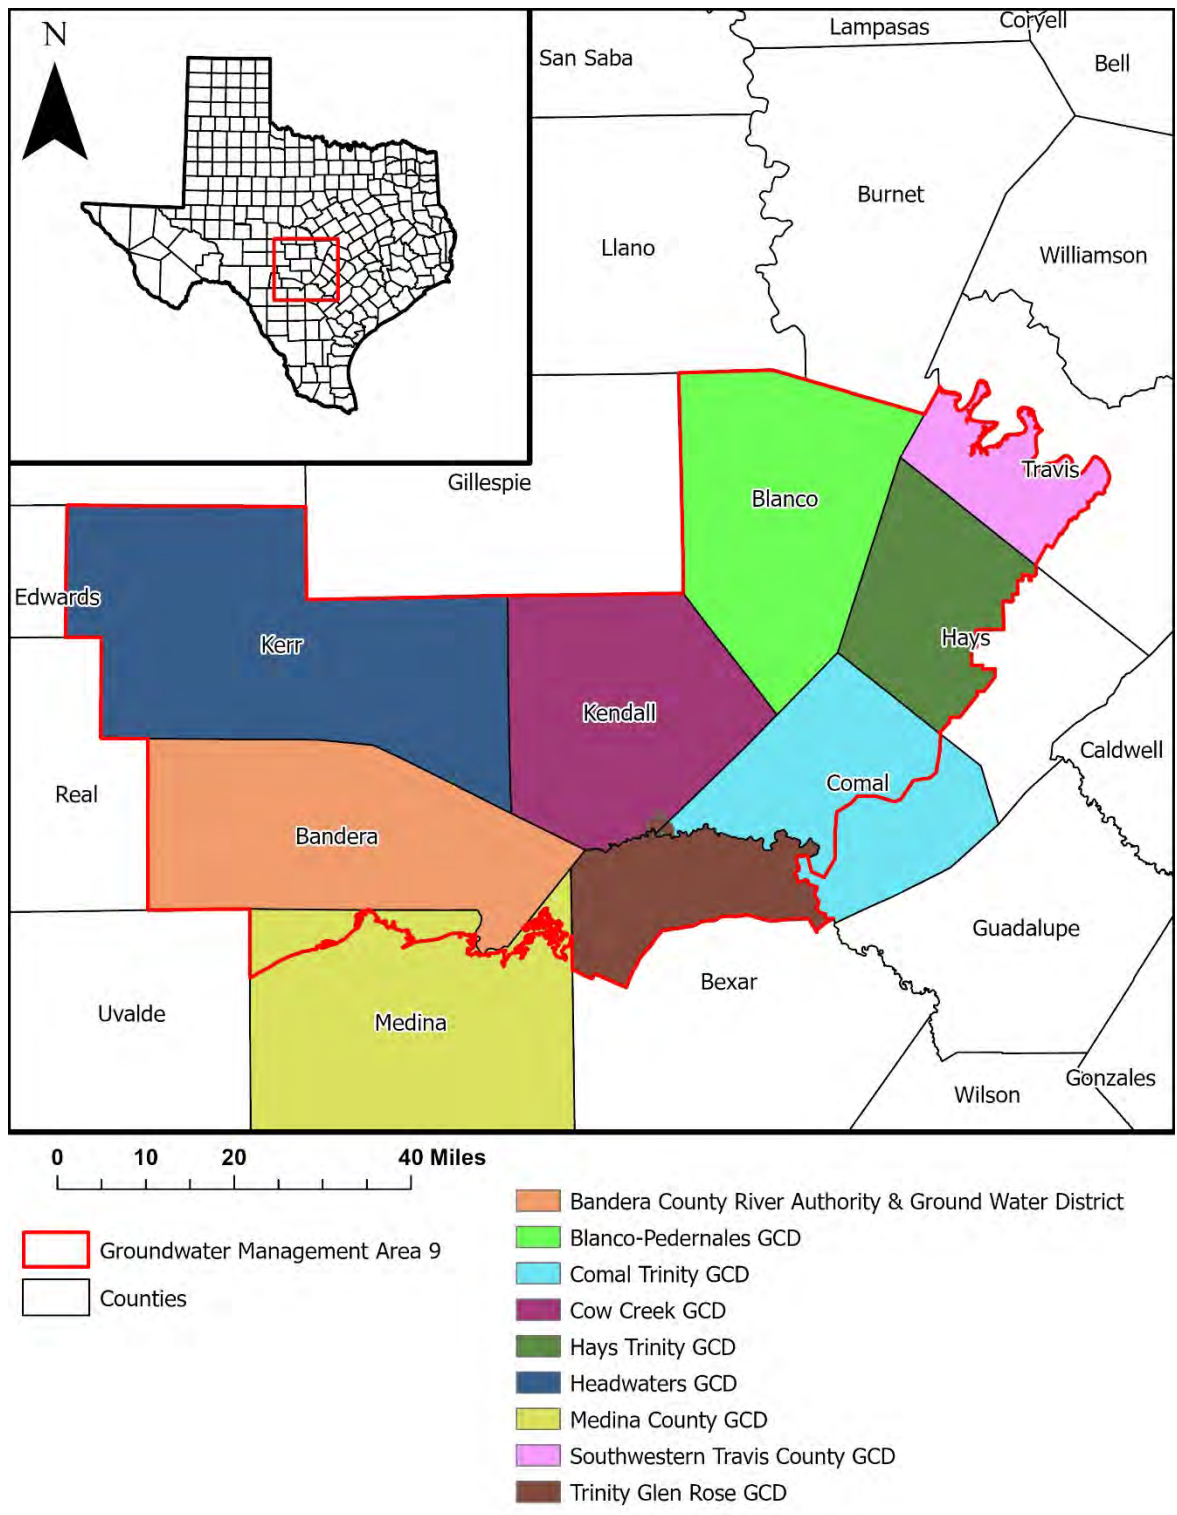 N
Coryell
Lampasas
San Saba
Bell
Burnet
Llano
Williamson
Travis
Gillespie
Blanco
Edwards
Hays
Kerr
Kendall
Caldwell
Comal
Real
Bandera
Guadalupe
Bexar
Uvalde
Medina
Gonzales
Wilson
0 10 20 40 Miles
Groundwater Management Area 9
Counties
Bandera County River Authority & Ground Water District
Blanco-Pedernales GCD
Comal Trinity GCD
Cow Creek GCD
Hays Trinity GCD
Headwaters GCD
Medina County GCD
Southwestern Travis County GCD
Trinity Glen Rose GCD